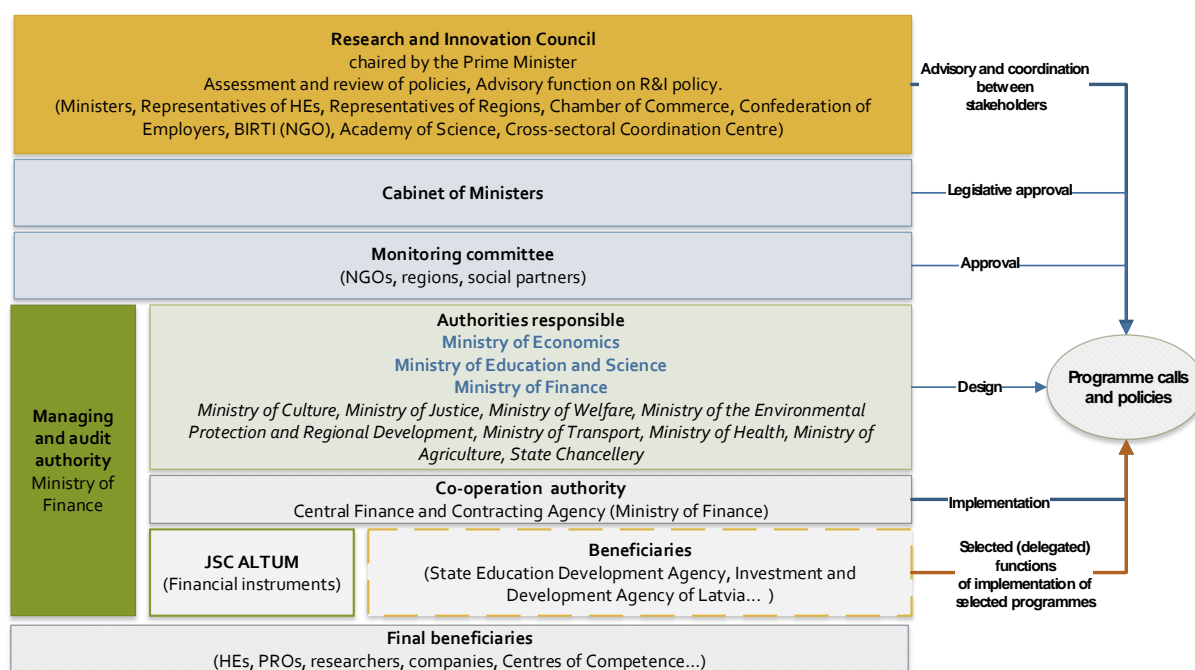 Research and Innovation Council
chaired by the Prime Minister
Assessment and review of policies, Advisory function on R&I policy.
(Ministers, Representatives of HEs, Representatives of Regions, Chamber of Commerce, Confederation of
Employers, BIRTI (NGO), Academy of Science, Cross-sectoral Coordination Centre)
Advisory and coordination
between
stakeholders
Cabinet of Ministers
Legislative approval
Monitoring committee
(NGOs, regions, social partners)
Approval
Managing
and audit
authority
Ministry of
Finance
Authorities responsible
Ministry of Economics
Ministry of Education and Science
Ministry of Finance
Ministry of Culture, Ministry of Justice, Ministry of Welfare, Ministry of the Environmental
Protection and Regional Development, Ministry of Transport, Ministry of Health, Ministry of
Agriculture, State Chancellery
Design
Programme calls
and policies
Co-operation authority
Central Finance and Contracting Agency (Ministry of Finance)
Implementation
JSC ALTUM
(Financial instruments)
Beneficiaries
(State Education Development Agency, Investment and
Development Agency of Latvia... )
Selected (delegated)
functions
of implementation of
selected programmes
Final beneficiaries
(HEs, PROs, researchers, companies, Centres of Competence...)